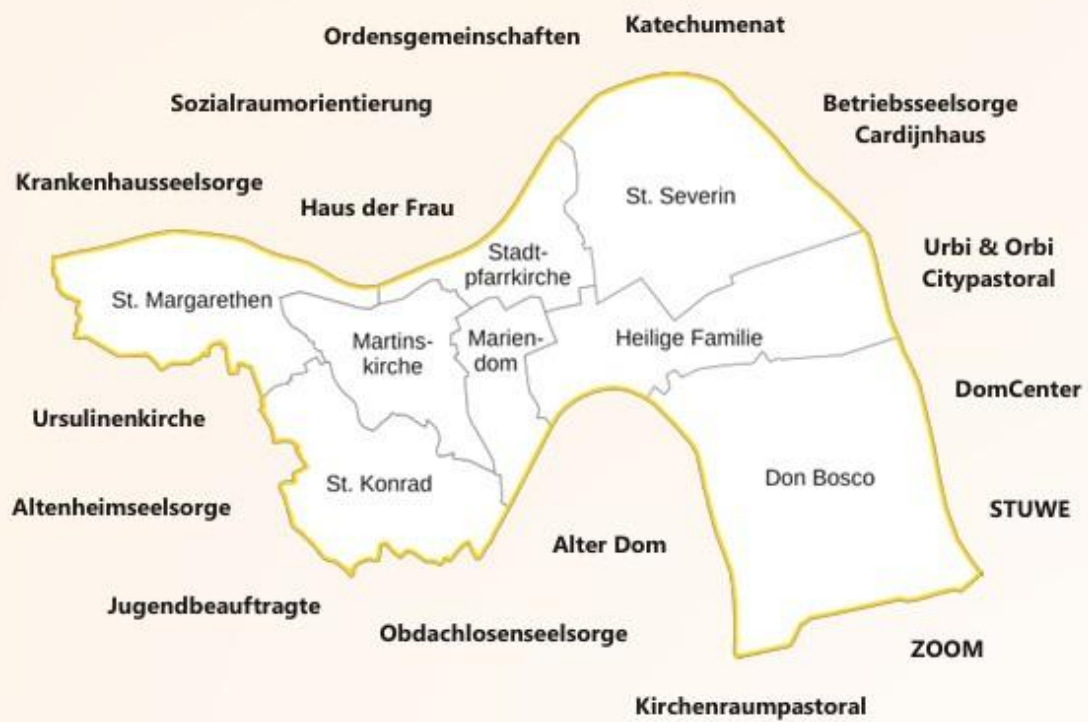 Ordensgemeinschaften
Katechumenat
Sozialraumorientierung
Betriebsseelsorge
Cardijnhaus
Krankenhausseelsorge
Haus der Frau
St. Severin
Stadt-
pfarrkirche
Urbi & Orbi
Citypastoral
St. Margarethen
Martins-
kirche
Marien-
dom
Heilige Familie
Ursulinenkirche
DomCenter
St. Konrad
Don Bosco
Altenheimseelsorge
STUWE
Alter Dom
Jugendbeauftragte
Obdachlosenseelsorge
ZOOM
Kirchenraumpastoral